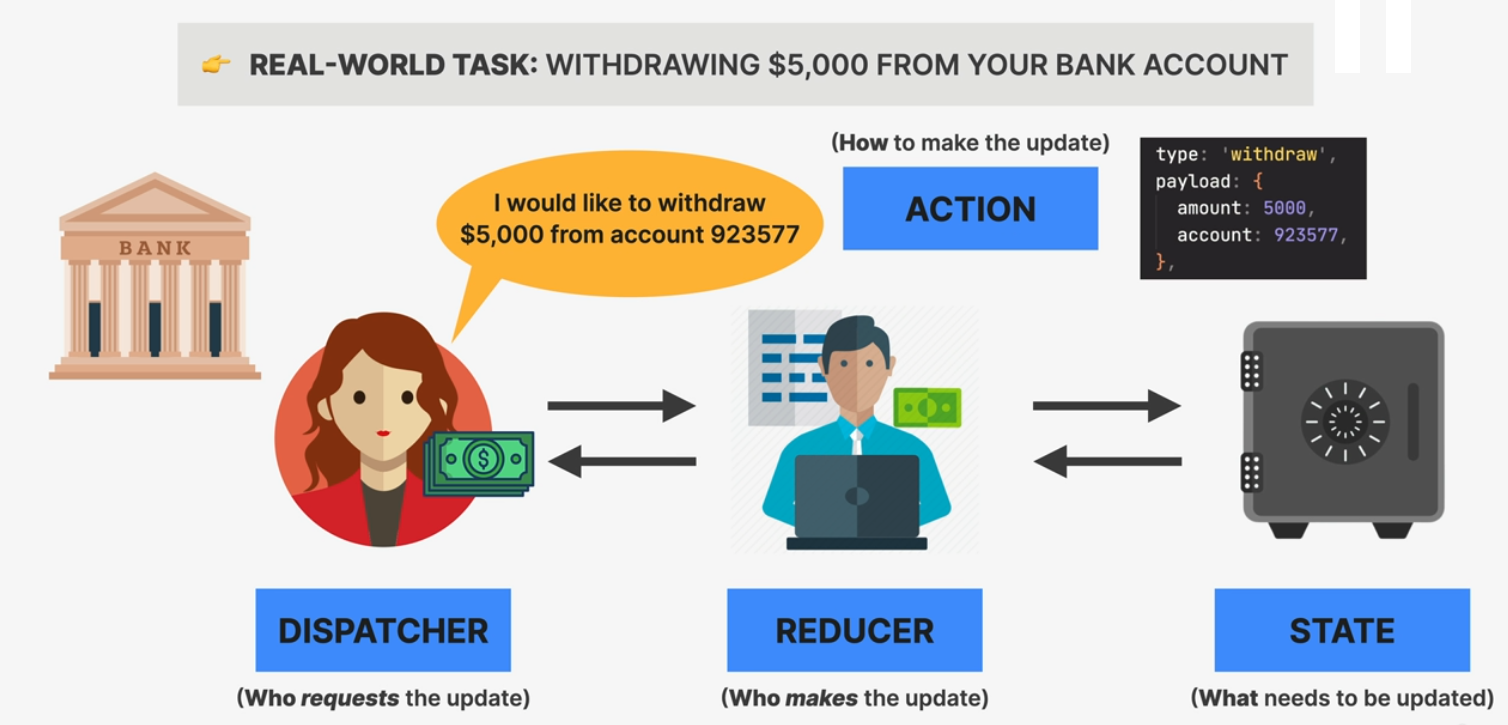 👉 REAL-WORLD TASK: WITHDRAWING $5,000 FROM YOUR BANK ACCOUNT
(How to make the update)
ACTION
type: 'withdraw',
payload: {
amount: 5000,
account: 923577,
},
I would like to withdraw
$5,000 from account 923577
BANK
$
DISPATCHER
REDUCER
STATE
(Who requests the update)
(Who makes the update)
(What needs to be updated)